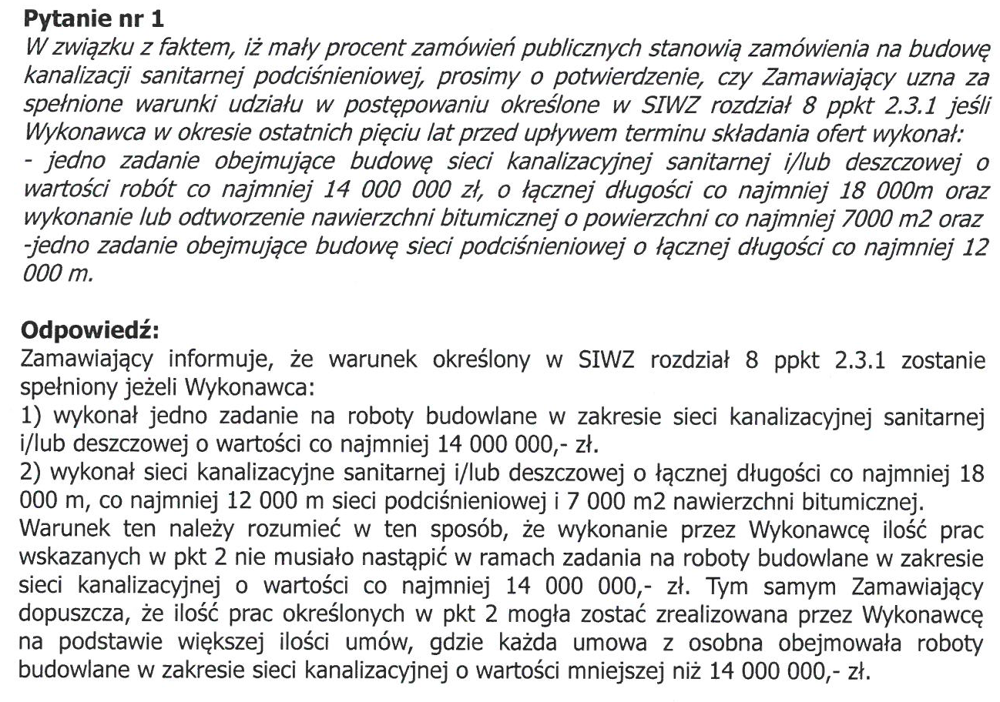 Pytanie nr 1
W związku z faktem, iż mały procent zamówień publicznych stanowią zamówienia na budowę
kanalizacji sanitarnej podciśnieniowej, prosimy o potwierdzenie, czy Zamawiający uzna za
spełnione warunki udziału w postępowaniu określone w SIWZ rozdział 8 ppkt 2.3.1 jeśli
Wykonawca w okresie ostatnich pięciu lat przed upływem terminu składania ofert wykonał:
- jedno zadanie obejmujące budowę sieci kanalizacyjnej sanitarnej i/lub deszczowej o
wartości robót co najmniej 14 000 000 zł, o łącznej długości co najmniej 18 000m oraz
wykonanie lub odtworzenie nawierzchni bitumicznej o powierzchni co najmniej 7000 m2 oraz
-jedno zadanie obejmujące budowę sieci podciśnieniowej o łącznej długości co najmniej 12
000 m.
Odpowiedź:
Zamawiający informuje, że warunek określony w SIWZ rozdział 8 ppkt 2.3.1 zostanie
spełniony jeżeli Wykonawca:
1) wykonał jedno zadanie na roboty budowlane w zakresie sieci kanalizacyjnej sanitarnej
i/lub deszczowej o wartości co najmniej 14 000 000,- zł.
2) wykonał sieci kanalizacyjne sanitarnej i/lub deszczowej o łącznej długości co najmniej 18
000 m, co najmniej 12 000 m sieci podciśnieniowej i 7 000 m2 nawierzchni bitumicznej.
Warunek ten należy rozumieć w ten sposób, że wykonanie przez Wykonawcę ilość prac
wskazanych w pkt 2 nie musiało nastąpić w ramach zadania na roboty budowlane w zakresie
sieci kanalizacyjnej o wartości co najmniej 14 000 000,- zł. Tym samym Zamawiający
dopuszcza, że ilość prac określonych w pkt 2 mogła zostać zrealizowana przez Wykonawcę
na podstawie większej ilości umów, gdzie każda umowa z osobna obejmowała roboty
budowlane w zakresie sieci kanalizacyjnej o wartości mniejszej niż 14 000 000,- zł.